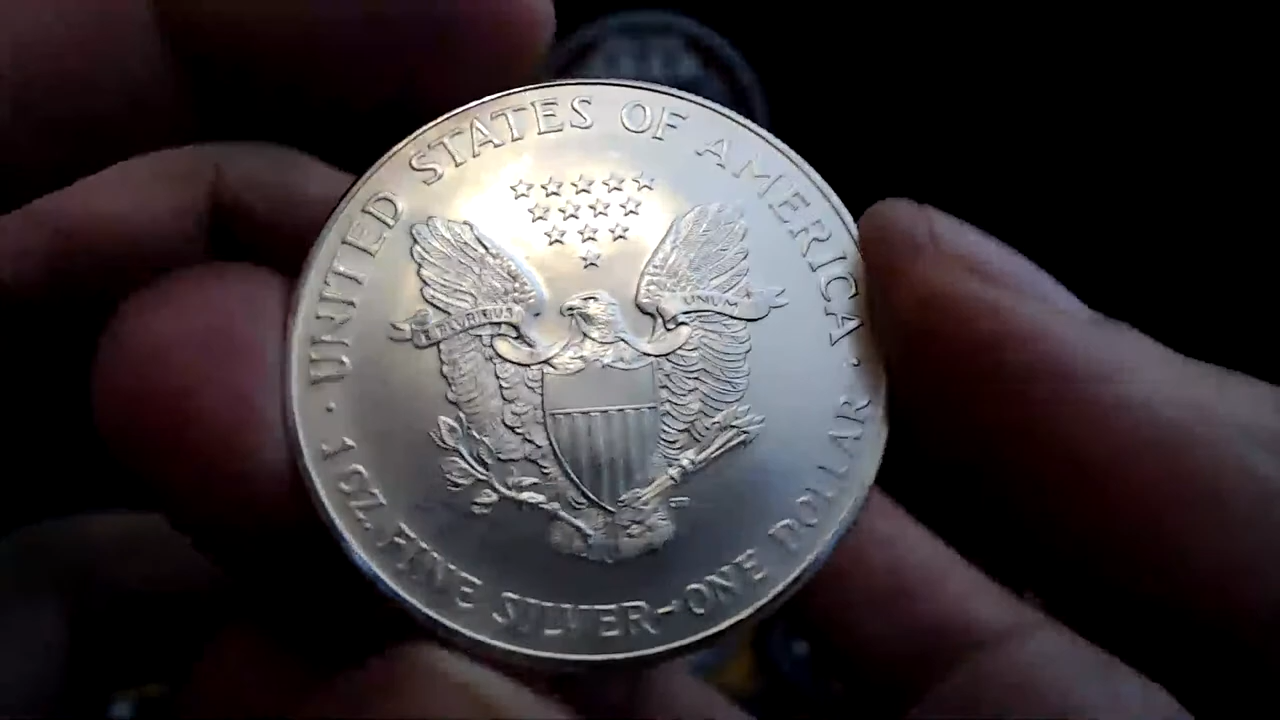 UNITED STATES OF AMERICA
PLURIBUS
UNUM
1 OZ. FINE SILVER-ONE DOLLAR